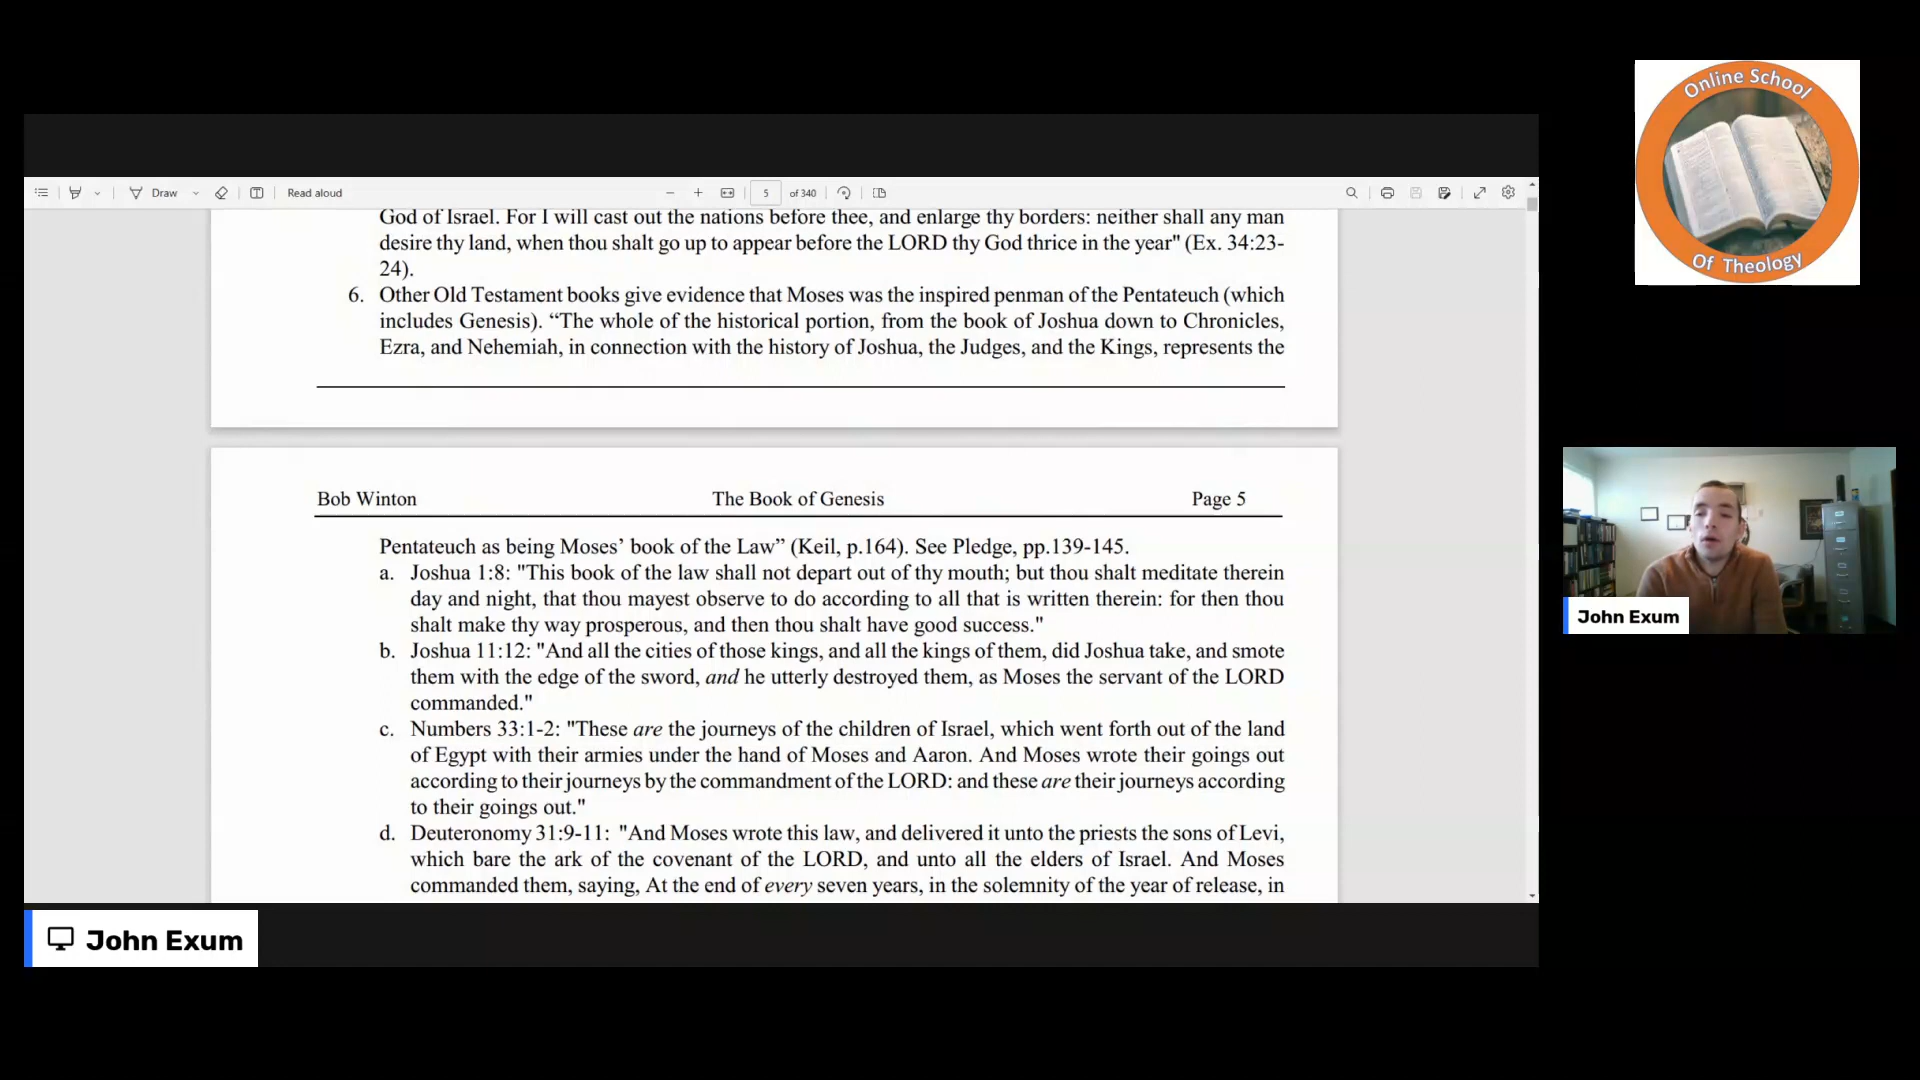 Online School
Of Theology
Draw
Read aloud
5
of 340
God of Israel. For I will cast out the nations before thee, and enlarge thy borders: neither shall any man
desire thy land, when thou shalt go up to appear before the LORD thy God thrice in the year" (Ex. 34:23-
24).
6. Other Old Testament books give evidence that Moses was the inspired penman of the Pentateuch (which
includes Genesis). “The whole of the historical portion, from the book of Joshua down to Chronicles,
Ezra, and Nehemiah, in connection with the history of Joshua, the Judges, and the Kings, represents the
Bob Winton The Book of Genesis Page 5
Pentateuch as being Moses’ book of the Law” (Keil, p.164). See Pledge, pp.139-145.
a. Joshua 1:8: "This book of the law shall not depart out of thy mouth; but thou shalt meditate therein
day and night, that thou mayest observe to do according to all that is written therein: for then thou
shalt make thy way prosperous, and then thou shalt have good success."
b. Joshua 11:12: "And all the cities of those kings, and all the kings of them, did Joshua take, and smote
them with the edge of the sword, and he utterly destroyed them, as Moses the servant of the LORD
commanded."
c. Numbers 33:1-2: "These are the journeys of the children of Israel, which went forth out of the land
of Egypt with their armies under the hand of Moses and Aaron. And Moses wrote their goings out
according to their journeys by the commandment of the LORD: and these are their journeys according
to their goings out."
d. Deuteronomy 31:9-11: "And Moses wrote this law, and delivered it unto the priests the sons of Levi,
which bare the ark of the covenant of the LORD, and unto all the elders of Israel. And Moses
commanded them, saying, At the end of every seven years, in the solemnity of the year of release, in
John Exum
John Exum